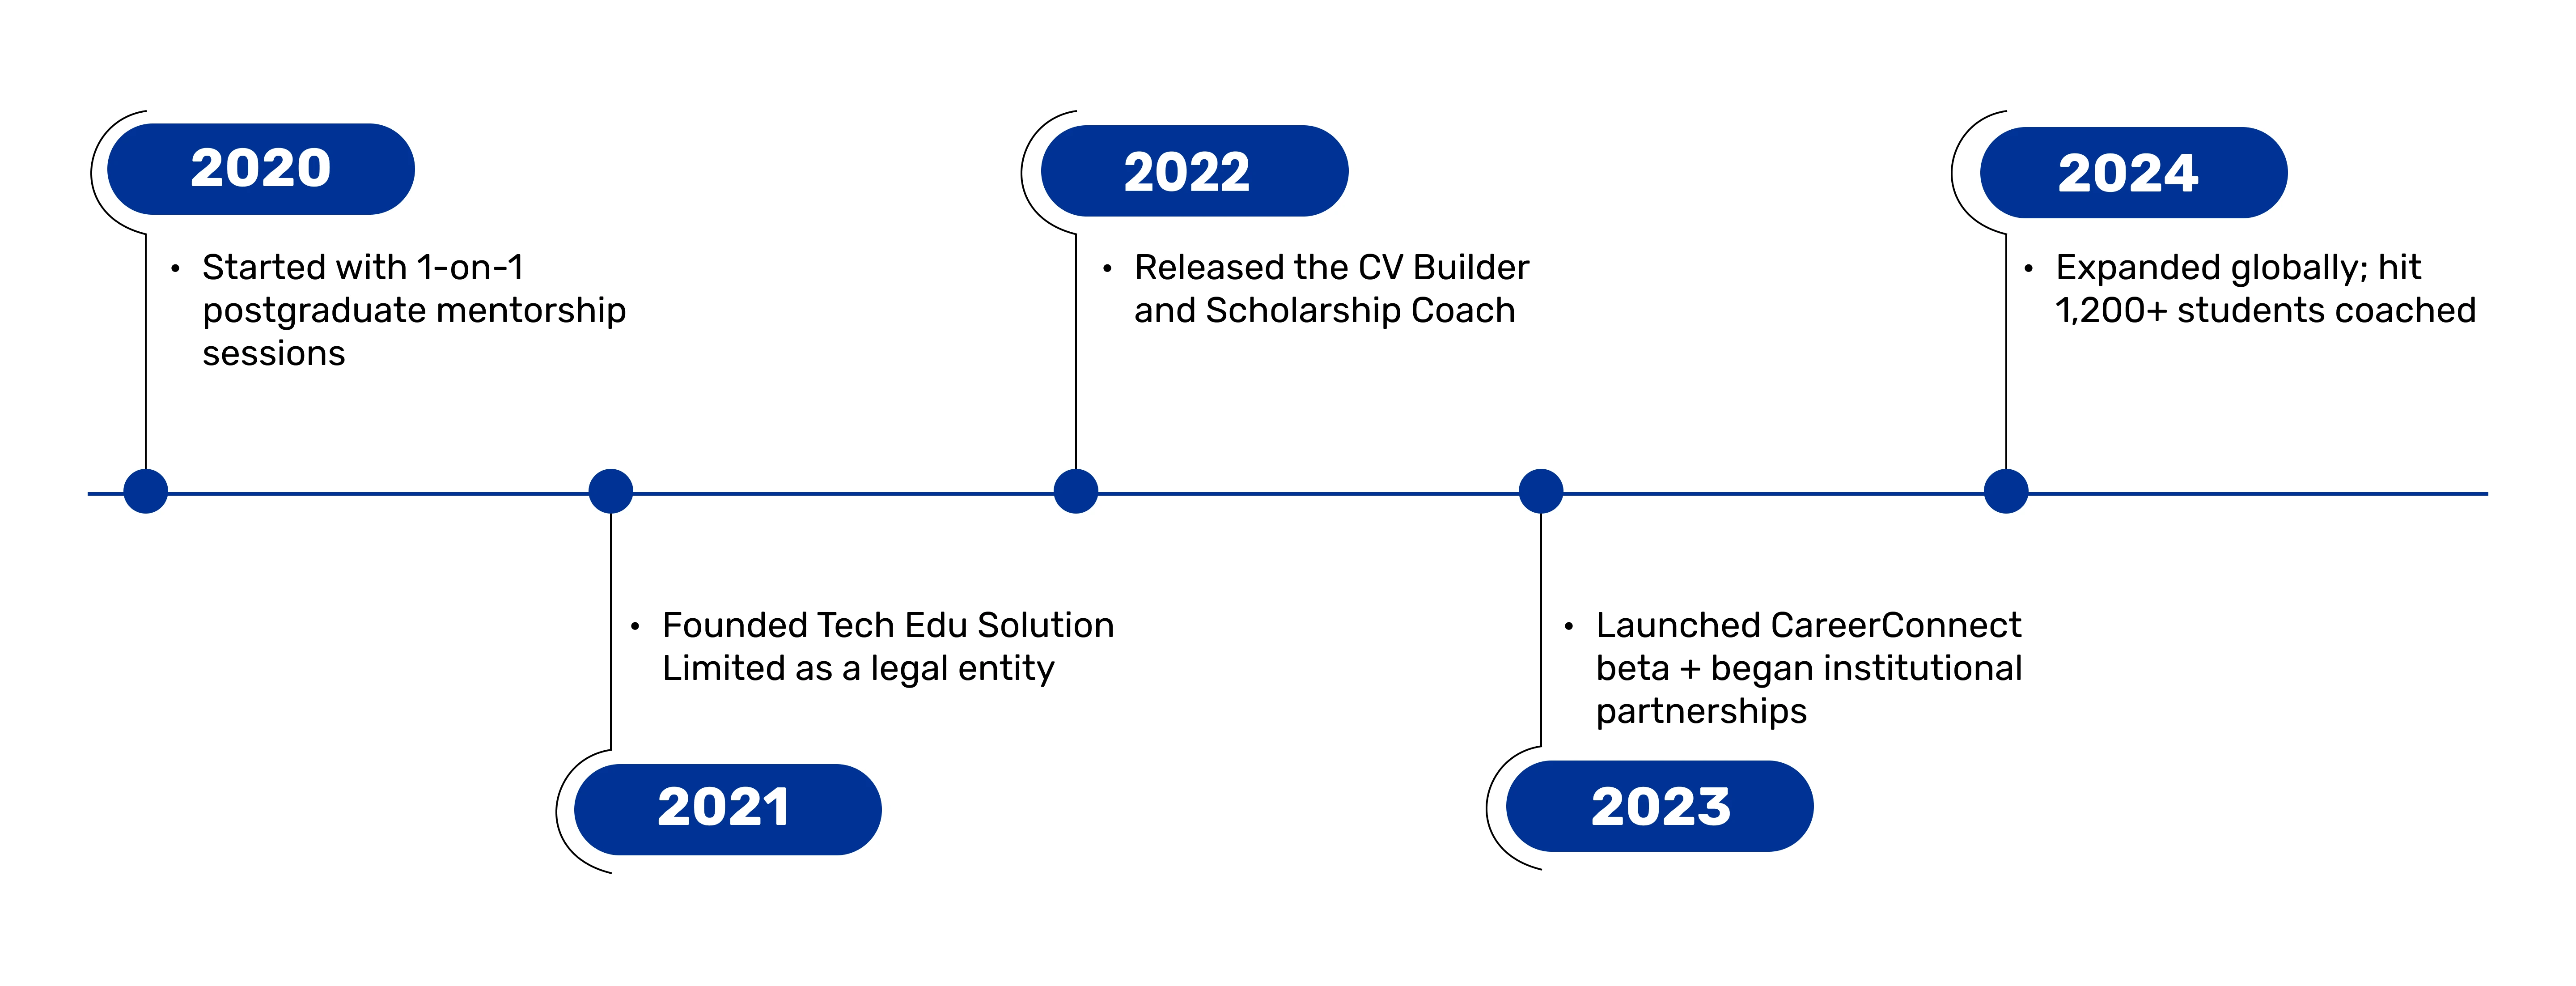 2020
• Started with 1-on-1
postgraduate mentorship
sessions
2021
• Founded Tech Edu Solution
Limited as a legal entity
2022
• Released the CV Builder
and Scholarship Coach
2023
• Launched CareerConnect
beta + began institutional
partnerships
2024
• Expanded globally; hit
1,200+ students coached